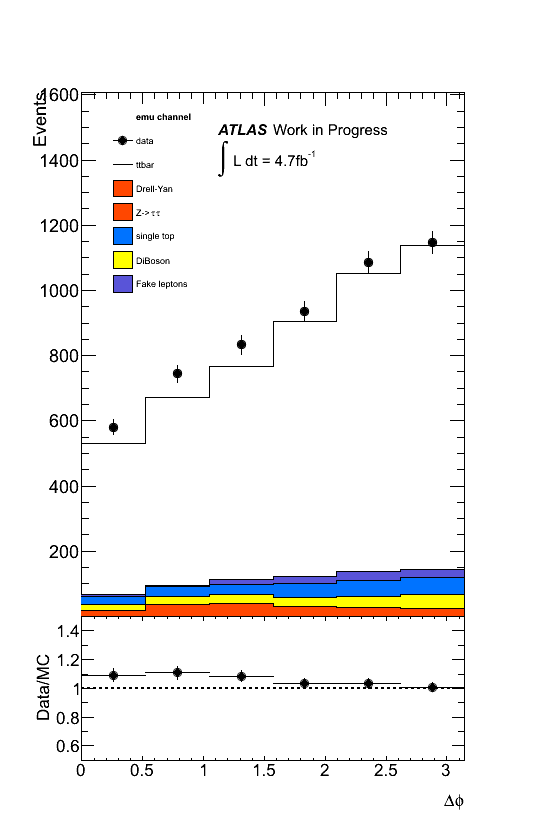 Events
1600
1400
1200
1000
800
600
400
200
emu channel
data
ttbar
Drell-Yan
Z->ττ
single top
DiBoson
Fake leptons
ATLAS Work in Progress
∫ L dt = 4.7fb⁻¹
Data/MC
1.4
1.2
1
0.8
0.6
0 0.5 1 1.5 2 2.5 3
Δϕ